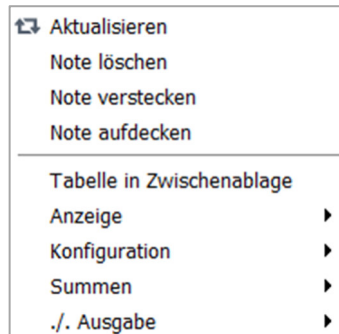 Aktualisieren
Note löschen
Note verstecken
Note aufdecken
Tabelle in Zwischenablage
Anzeige
Konfiguration
Summen
./. Ausgabe